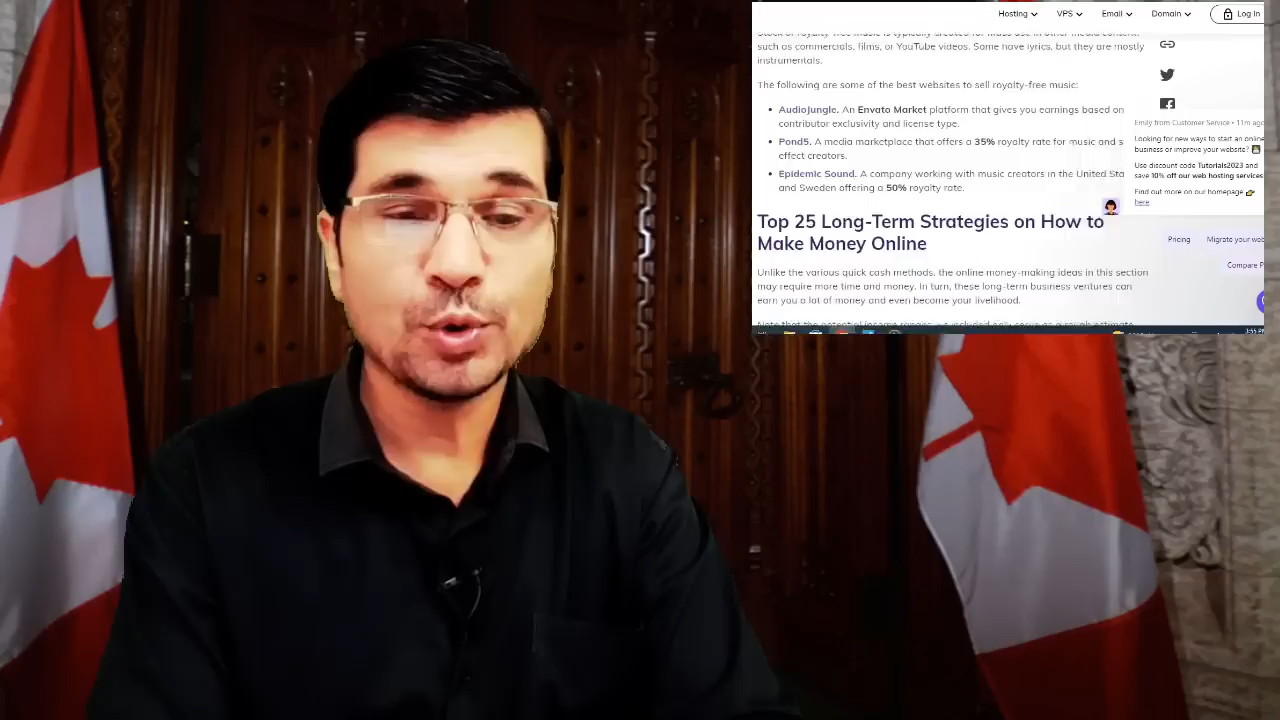 Hosting VPS Email Domain Log In
such as commercials, films, or YouTube videos. Some have lyrics, but they are mostly
instrumentals.
The following are some of the best websites to sell royalty-free music:
AudioJungle. An Envato Market platform that gives you earnings based on
contributor exclusivity and license type.
Pond5. A media marketplace that offers a 35% royalty rate for music and s
effect creators.
Epidemic Sound. A company working with music creators in the United Sta
and Sweden offering a 50% royalty rate.
Emily from Customer Service • 11m ago
Looking for new ways to start an online
business or improve your website?
Use discount code Tutorials2023 and
save 10% off our web hosting services
Find out more on our homepage
here
Top 25 Long-Term Strategies on How to
Make Money Online
Pricing Migrate your web
Compare P
Unlike the various quick cash methods, the online money-making ideas in this section
may require more time and money. In turn, these long-term business ventures can
earn you a lot of money and even become your livelihood.
3:55 P